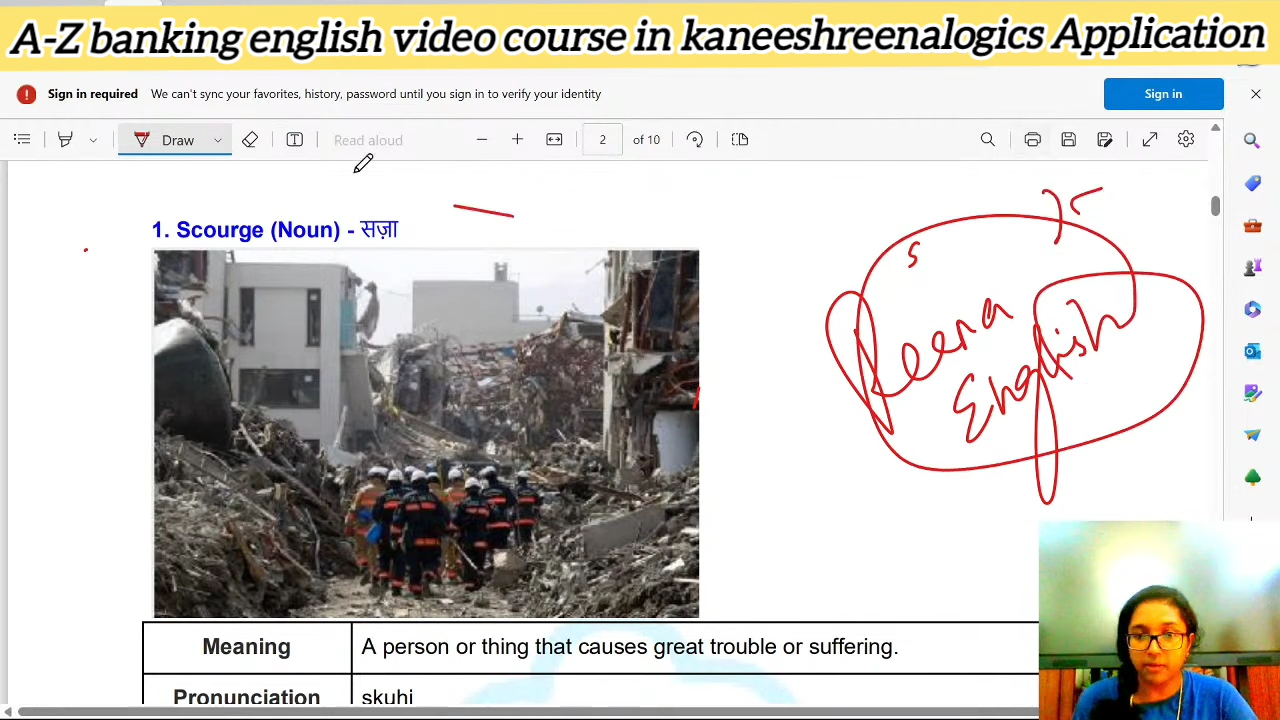 A-Z banking english video course in kaneeshreenalogics Application
Sign in required We can't sync your favorites, history, password until you sign in to verify your identity Sign in
Draw Read aloud 2 of 10
1. Scourge (Noun) - सज़ा
Reena
English
Meaning A person or thing that causes great trouble or suffering.
Pronunciation skuhj